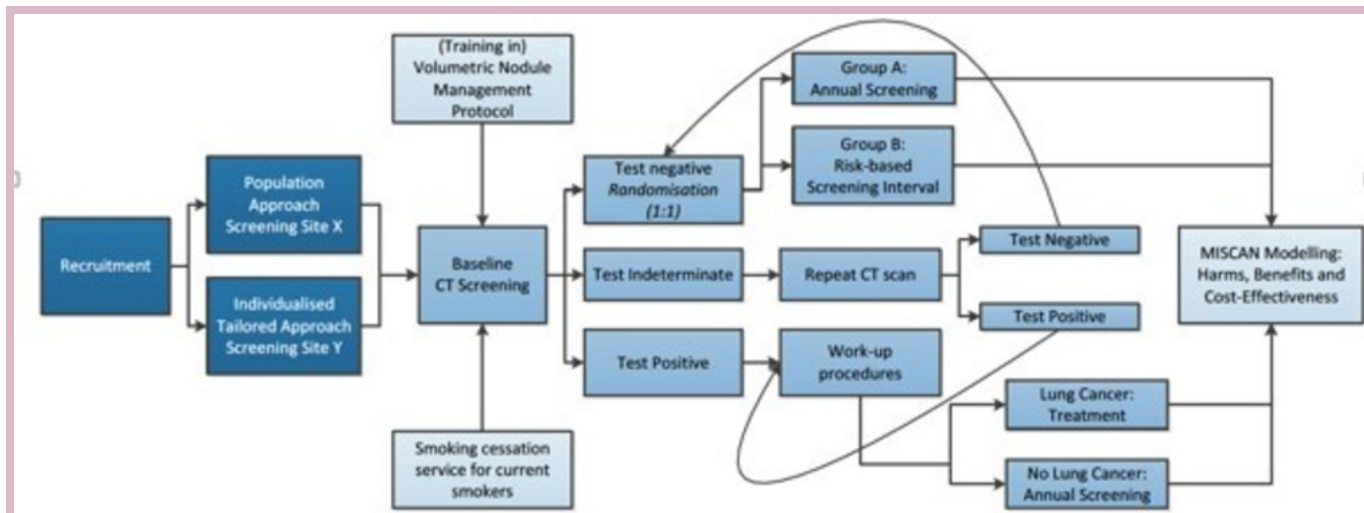 (Training in)
Volumetric Nodule
Management
Protocol
Group A:
Annual Screening
Group B:
Risk-based
Screening Interval
Population
Approach
Screening Site X
Test negative
Randomisation
(1:1)
Recruitment
Baseline
CT Screening
Test Indeterminate
Repeat CT scan
Test Negative
Test Positive
MISCAN Modelling:
Harms, Benefits and
Cost-Effectiveness
Individualised
Tailored Approach
Screening Site Y
Test Positive
Work-up
procedures
Lung Cancer:
Treatment
Smoking cessation
service for current
smokers
No Lung Cancer:
Annual Screening